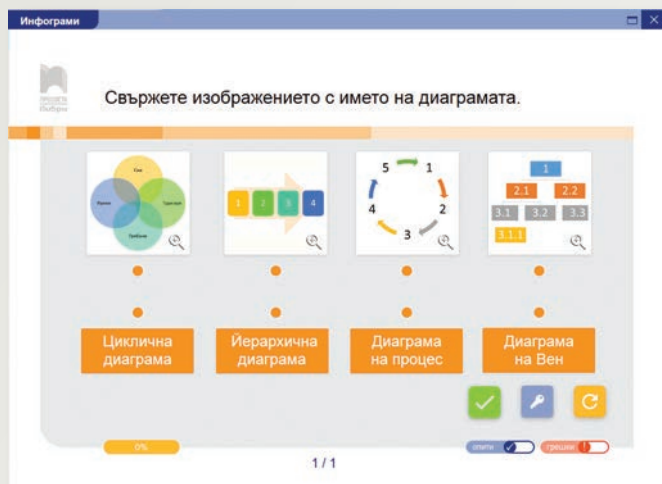 Инфограми
ПРОСВЕТА
Свържете изображението с името на диаграмата.
5 1
4 2
3
1 2 3 4
1
2.1 2.2
3.1 3.2 3.3
3.1.1
Циклична диаграма
Йерархична диаграма
Диаграма на процес
Диаграма на Вен
0%
опити
грешки
1 / 1